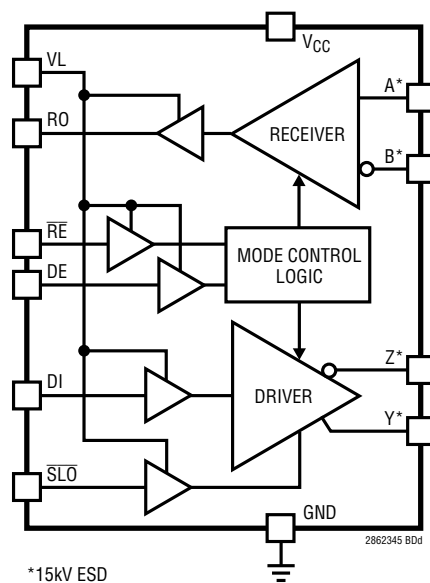 VCC
VL
A*
RO
RECEIVER
B*
RE
MODE CONTROL
LOGIC
DE
Z*
DI
DRIVER
Y*
SLO
GND
2862345 BDd
*15kV ESD